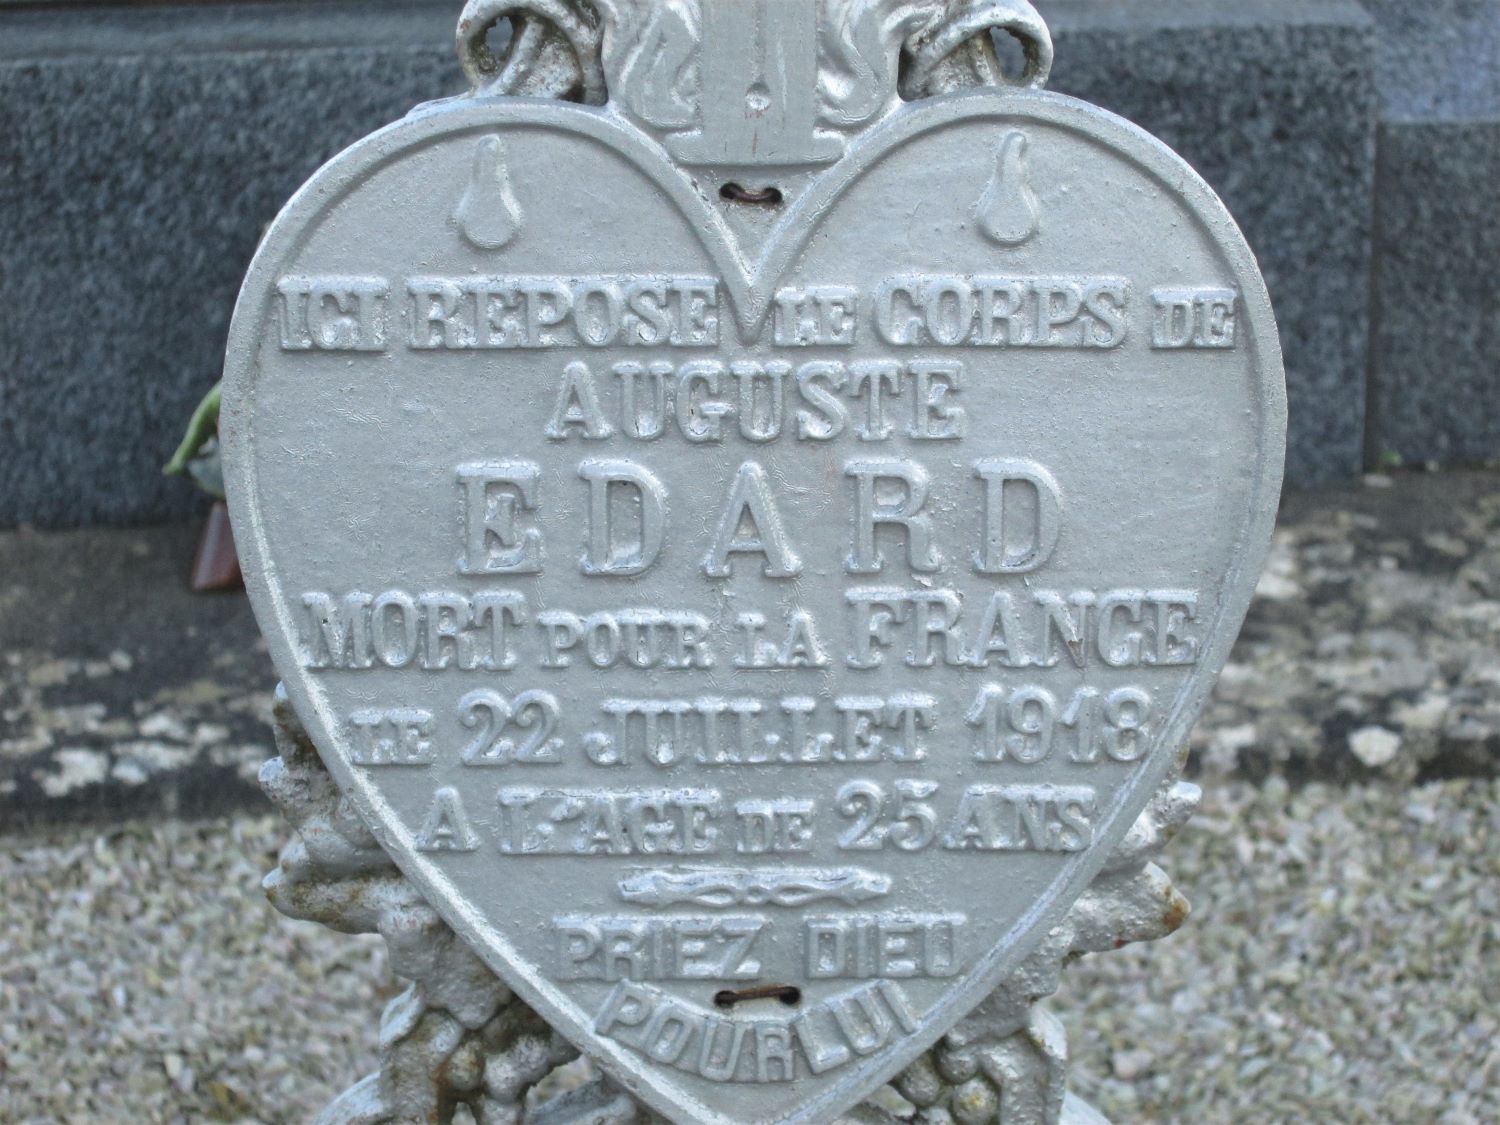 ICI REPOSE LE CORPS DE
AUGUSTE
EDARD
MORT POUR LA FRANCE
LE 22 JUILLET 1918
A L'AGE DE 25 ANS
PRIEZ DIEU
POUR LUI